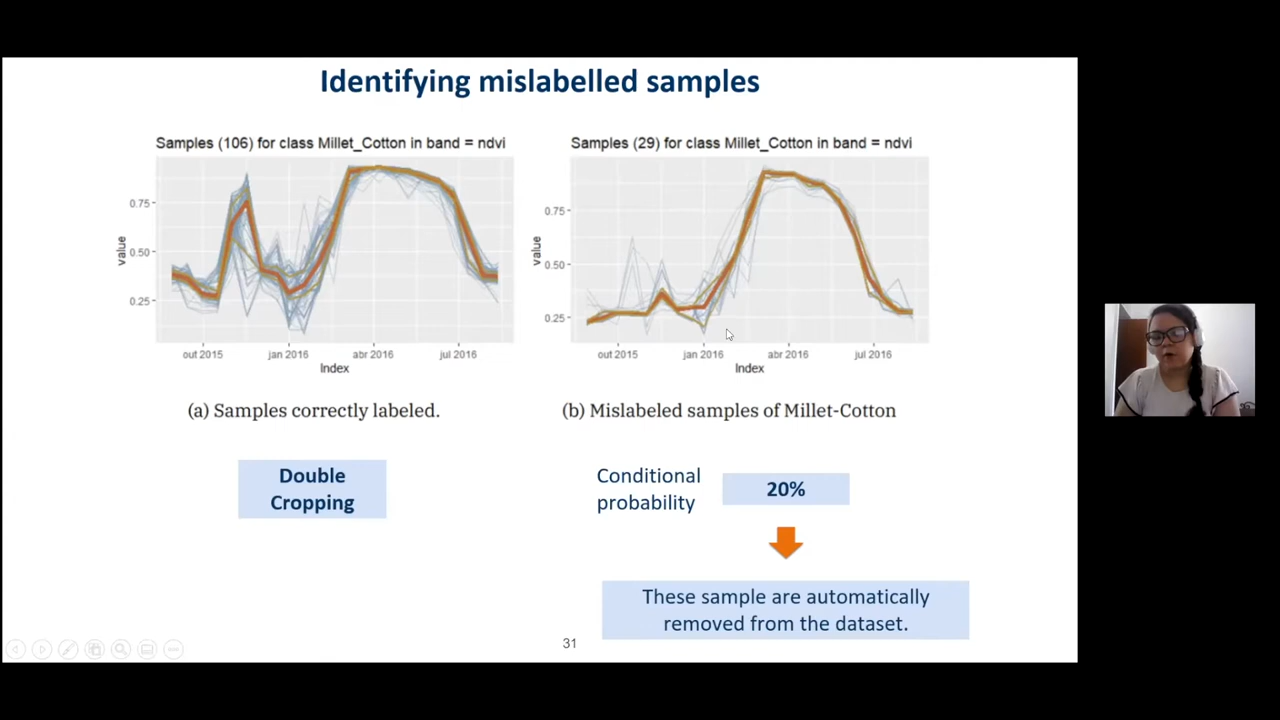 Identifying mislabelled samples
Samples (106) for class Millet_Cotton in band = ndvi
value
0.75
0.50
0.25
out 2015
jan 2016
abr 2016
jul 2016
Index
(a) Samples correctly labeled.
Double
Cropping
Samples (29) for class Millet_Cotton in band = ndvi
value
0.75
0.50
0.25
out 2015
jan 2016
abr 2016
jul 2016
Index
(b) Mislabeled samples of Millet-Cotton
Conditional
probability
20%
These sample are automatically
removed from the dataset.
31